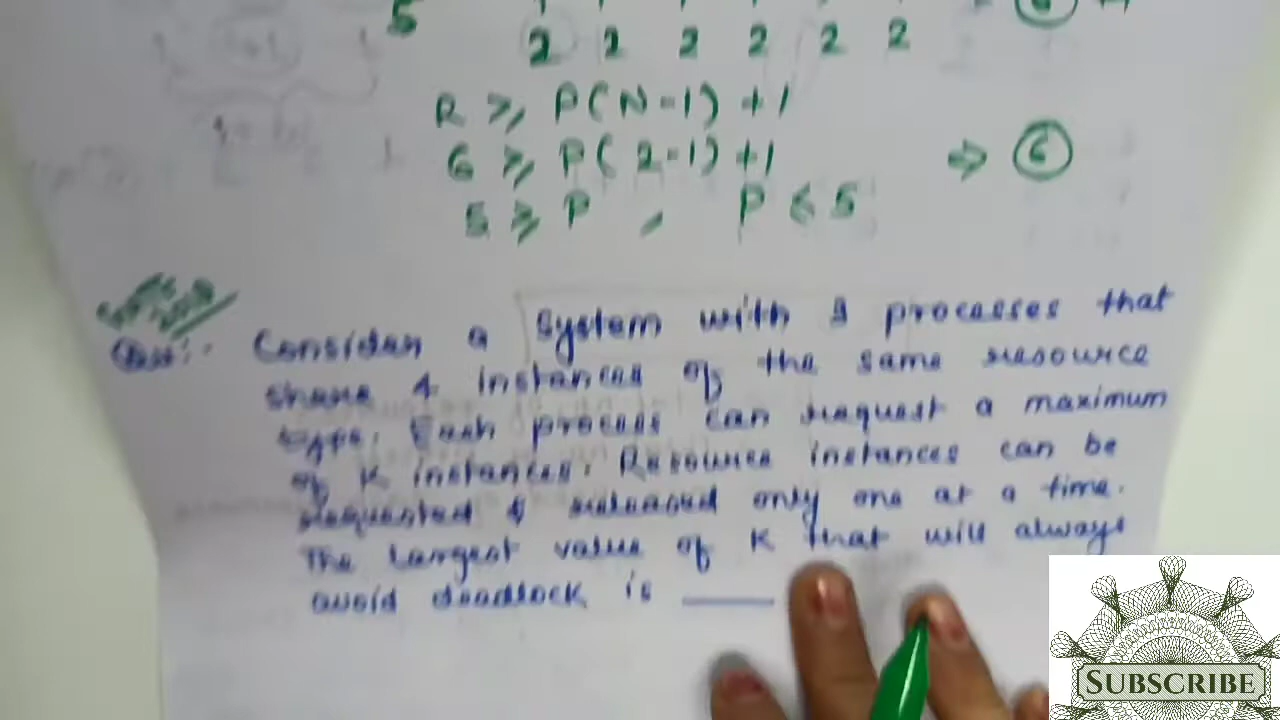 5 2 2 2 2 2 2
R ⩾ P(N-1) +1
6 ⩾ P( 2-1) +1 ⇒ 6
5 ⩾ P , P ⩽ 5
Que:- Consider a system with 3 processes that
share 4 instances of the same resource
type. Each process can request a maximum
of K instances. Resource instances can be
requested & released only one at a time.
The largest value of K that will always
avoid deadlock is ____
SUBSCRIBE